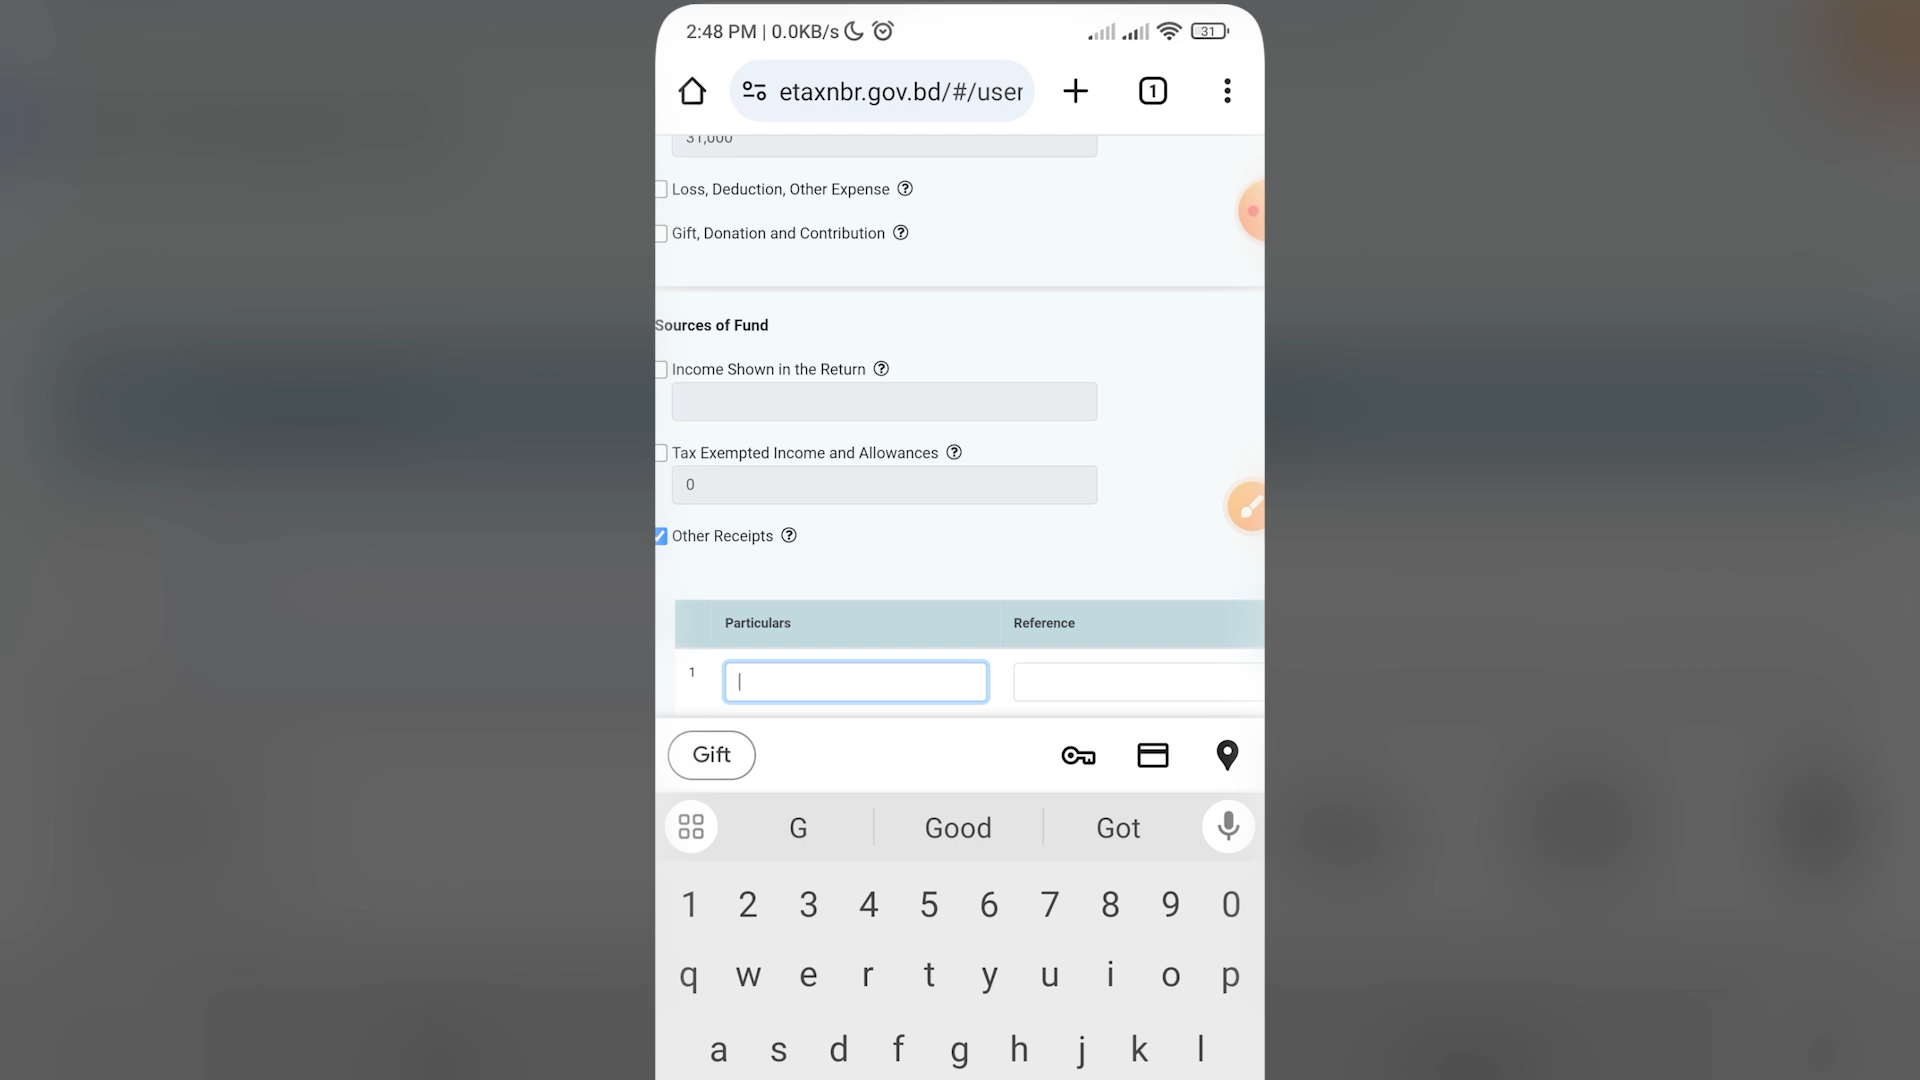 2:48 PM | 0.0KB/s
31
etaxnbr.gov.bd/#/user
1
31,000
Loss, Deduction, Other Expense
Gift, Donation and Contribution
Sources of Fund
Income Shown in the Return
Tax Exempted Income and Allowances
0
Other Receipts
Particulars Reference
1
Gift
G Good Got
1 2 3 4 5 6 7 8 9 0
q w e r t y u i o p
a s d f g h j k l